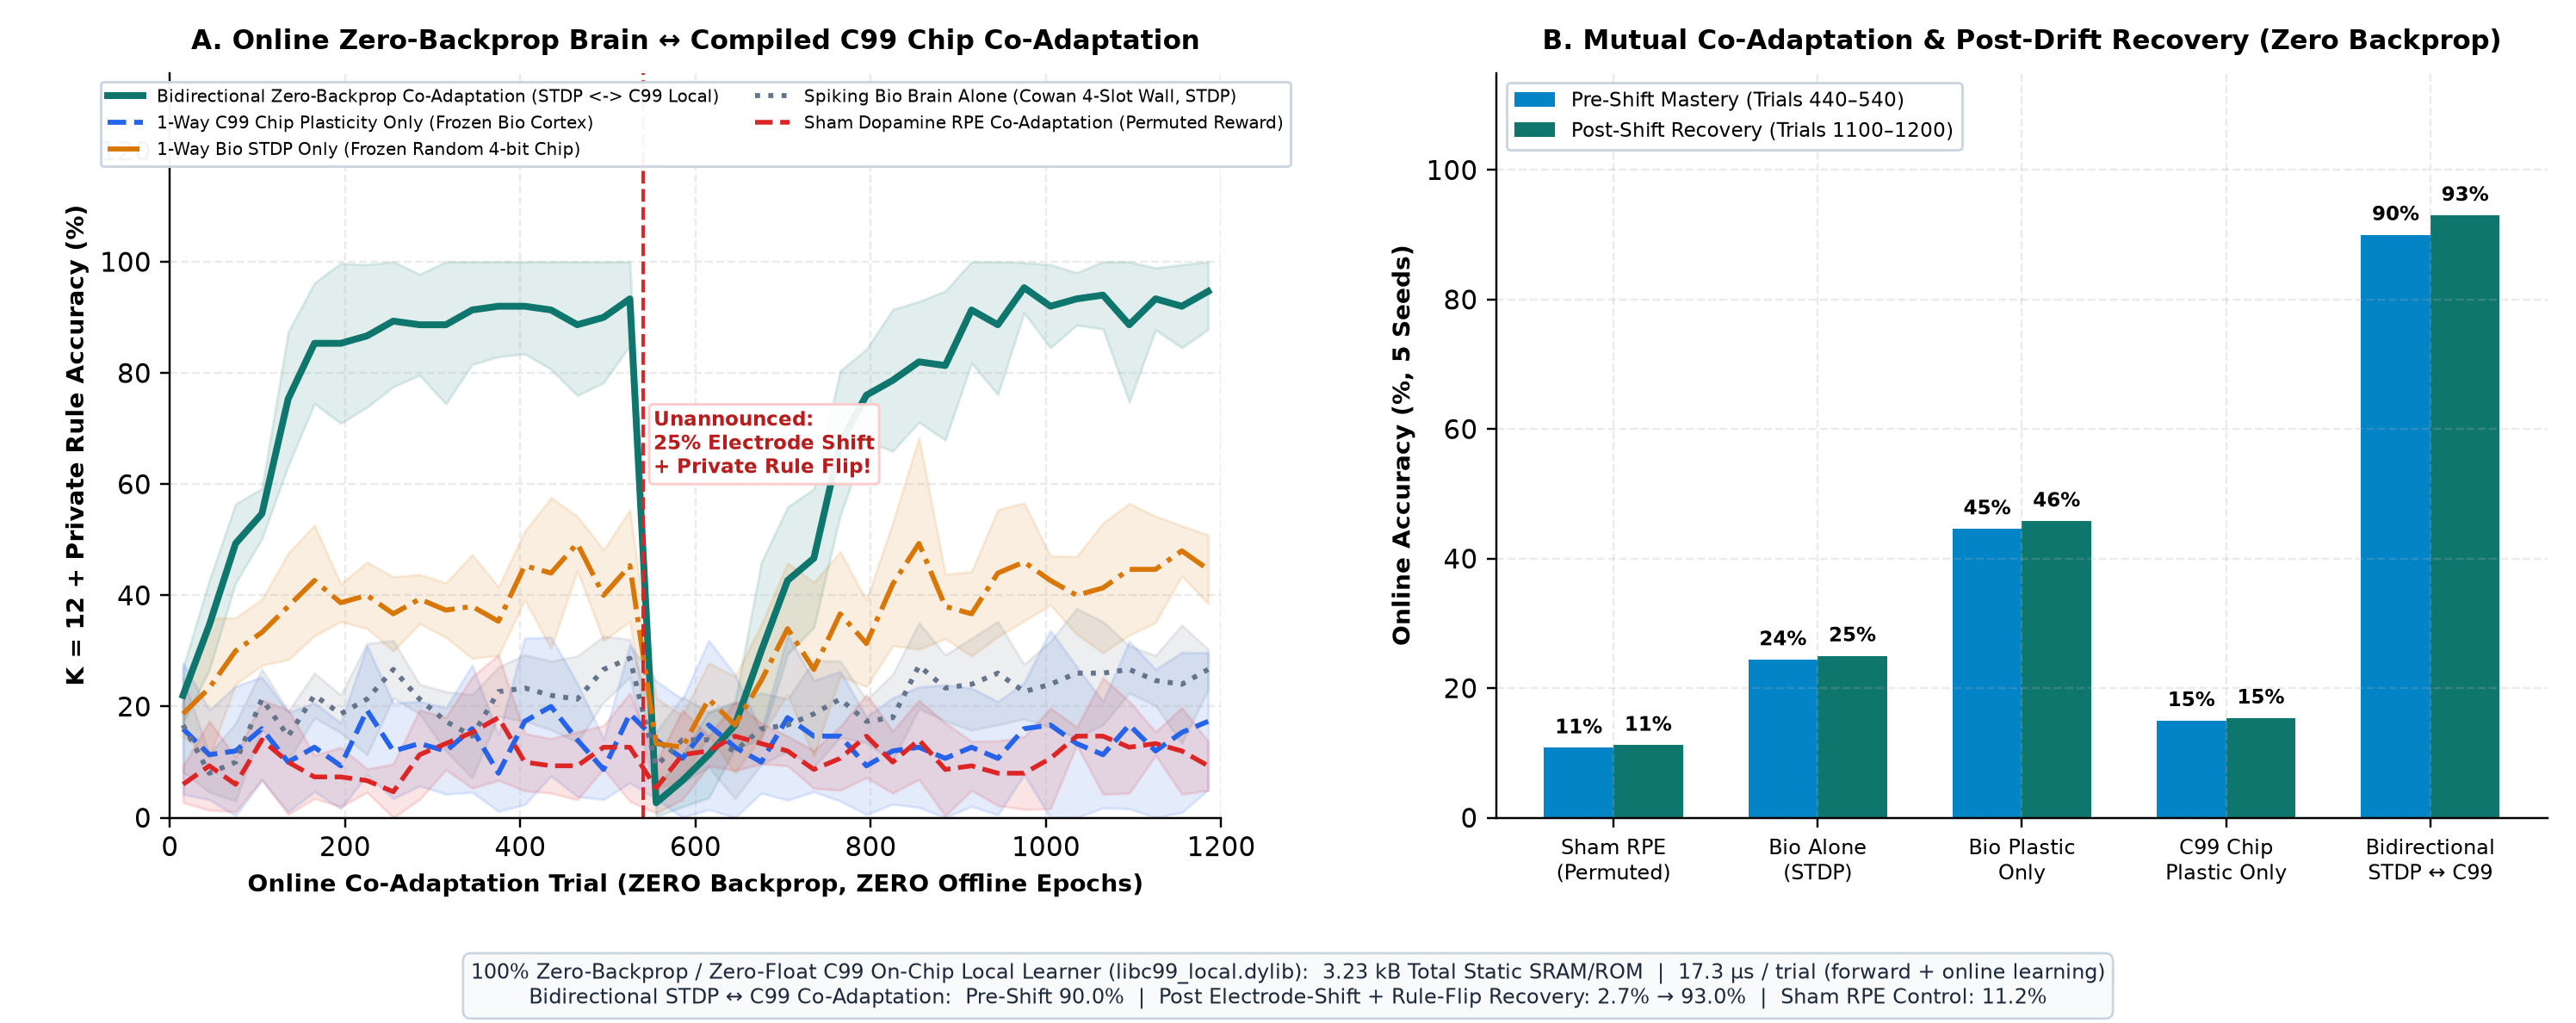 A. Online Zero-Backprop Brain ↔ Compiled C99 Chip Co-Adaptation
Bidirectional Zero-Backprop Co-Adaptation (STDP <-> C99 Local)
1-Way C99 Chip Plasticity Only (Frozen Bio Cortex)
1-Way Bio STDP Only (Frozen Random 4-bit Chip)
Spiking Bio Brain Alone (Cowan 4-Slot Wall, STDP)
Sham Dopamine RPE Co-Adaptation (Permuted Reward)
K = 12 + Private Rule Accuracy (%)
120
100
80
60
40
20
0
Unannounced:
25% Electrode Shift
+ Private Rule Flip!
0 200 400 600 800 1000 1200
Online Co-Adaptation Trial (ZERO Backprop, ZERO Offline Epochs)
B. Mutual Co-Adaptation & Post-Drift Recovery (Zero Backprop)
Pre-Shift Mastery (Trials 440–540)
Post-Shift Recovery (Trials 1100–1200)
Online Accuracy (%, 5 Seeds)
100
80
60
40
20
0
11% 11%
24% 25%
45% 46%
15% 15%
90% 93%
Sham RPE
(Permuted)
Bio Alone
(STDP)
Bio Plastic
Only
C99 Chip
Plastic Only
Bidirectional
STDP ↔ C99
100% Zero-Backprop / Zero-Float C99 On-Chip Local Learner (libc99_local.dylib): 3.23 kB Total Static SRAM/ROM | 17.3 µs / trial (forward + online learning)
Bidirectional STDP ↔ C99 Co-Adaptation: Pre-Shift 90.0% | Post Electrode-Shift + Rule-Flip Recovery: 2.7% → 93.0% | Sham RPE Control: 11.2%